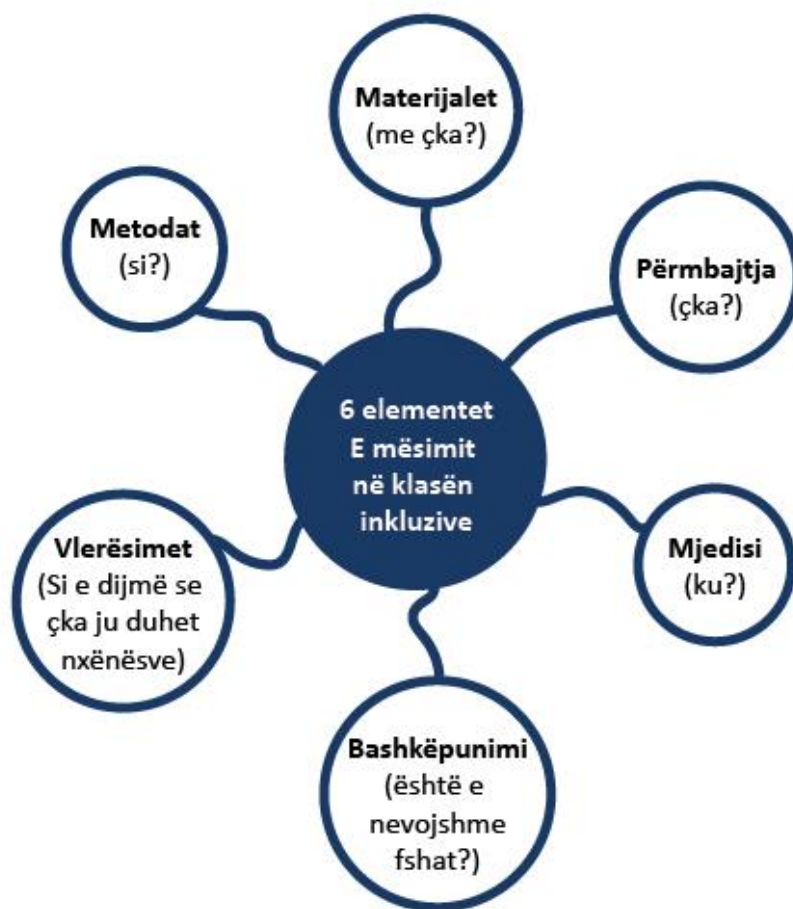 Materijalet
(me çka?)
Metodat
(si?)
Përmbajtja
(çka?)
6 elementet
E mësimit
në klasën
inkluzive
Vlerësimet
(Si e dijmë se
çka ju duhet
nxënësve)
Mjedisi
(ku?)
Bashkëpunimi
(është e
nevojshme
fshat?)